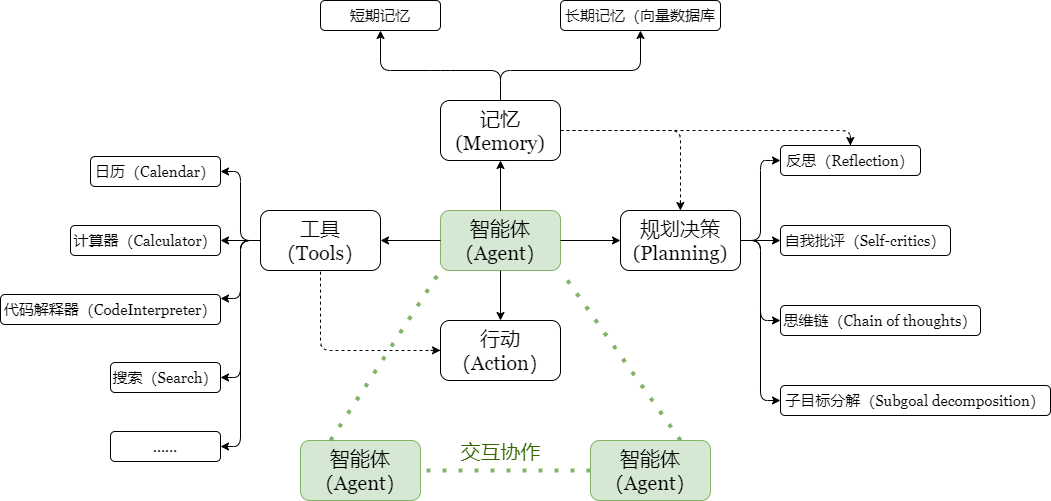 短期记忆
长期记忆（向量数据库
记忆
（Memory）
日历（Calendar）
反思（Reflection）
工具
（Tools）
智能体
（Agent）
规划决策
（Planning）
计算器（Calculator）
自我批评（Self-critics）
代码解释器（CodeInterpreter）
思维链（Chain of thoughts）
行动
（Action）
搜索（Search）
子目标分解（Subgoal decomposition）
......
智能体
（Agent）
交互协作
智能体
（Agent）